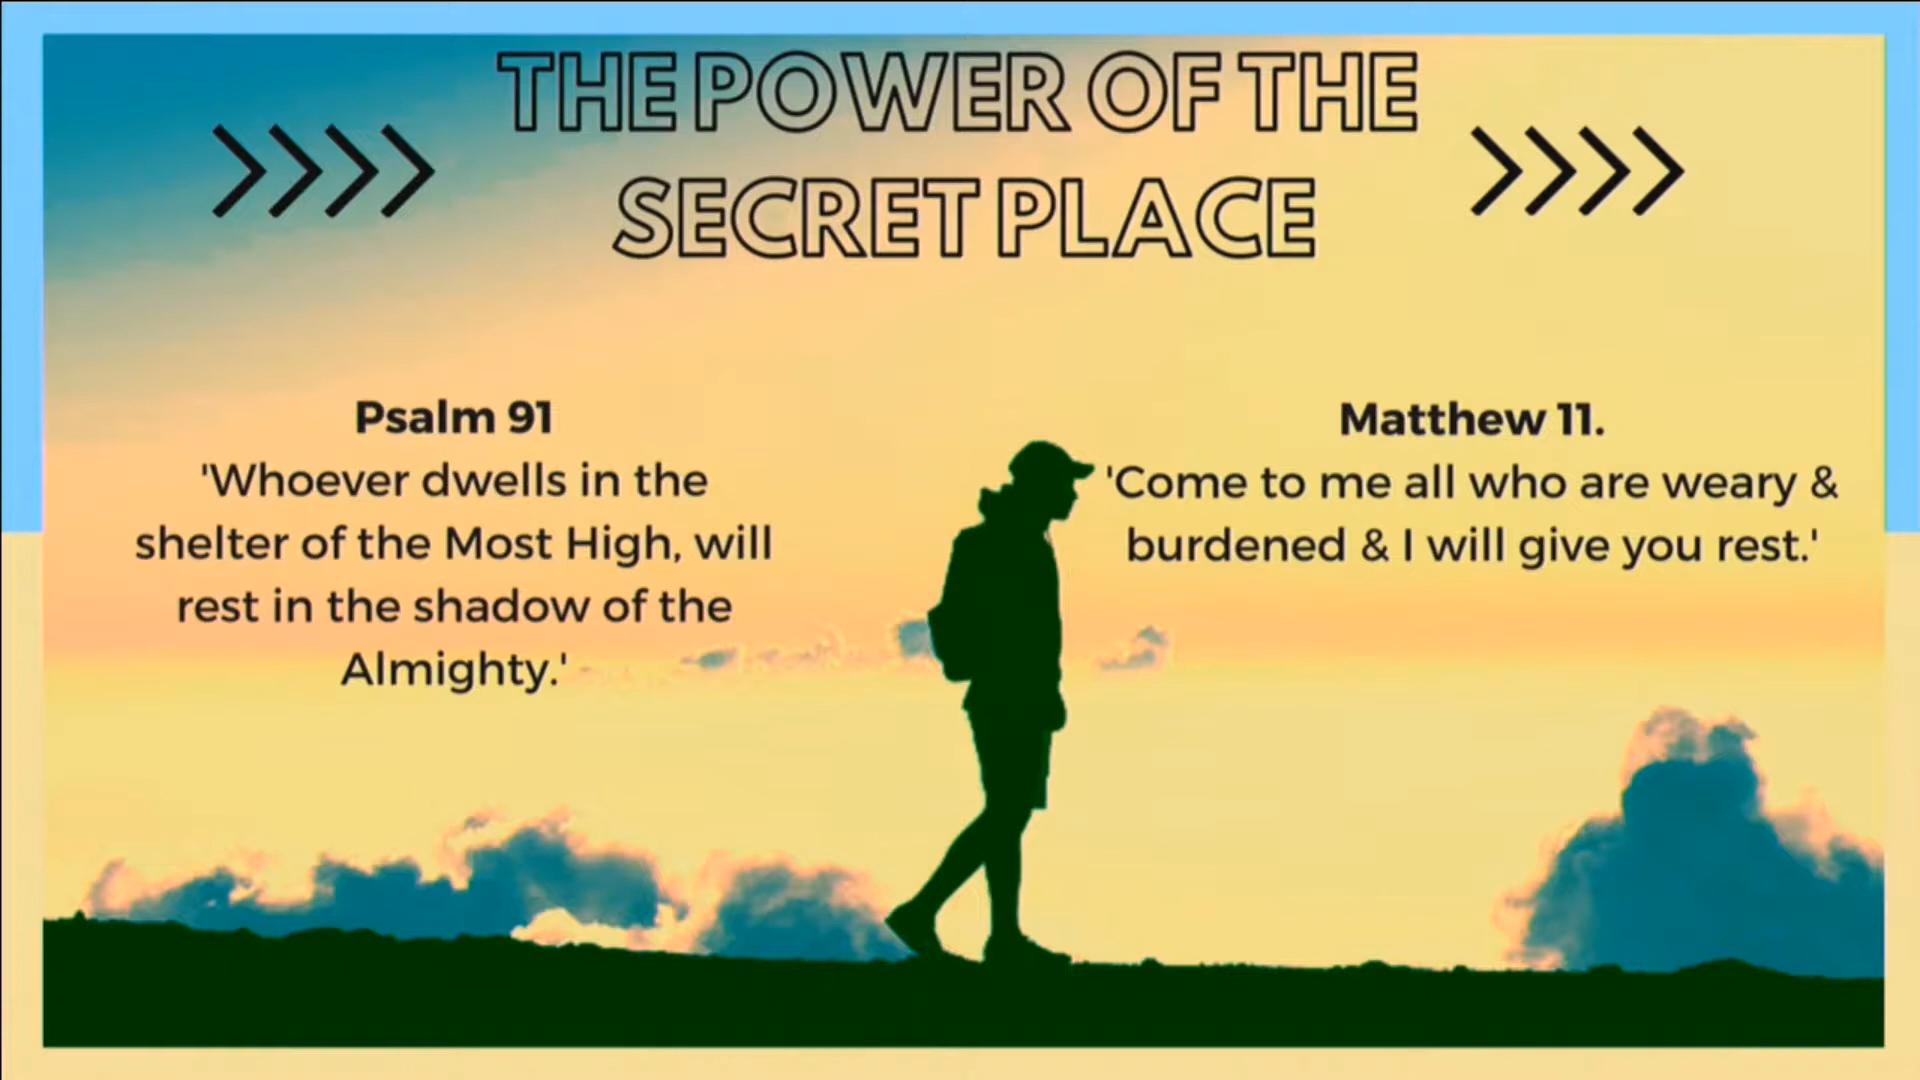 THE POWER OF THE
SECRET PLACE
Psalm 91
'Whoever dwells in the
shelter of the Most High, will
rest in the shadow of the
Almighty.'
Matthew 11.
'Come to me all who are weary &
burdened & I will give you rest.'